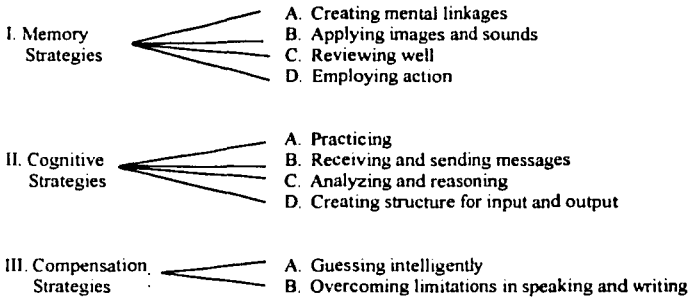 A. Creating mental linkages
I. Memory
Strategies
B. Applying images and sounds
C. Reviewing well
D. Employing action
A. Practicing
II. Cognitive
Strategies
B. Receiving and sending messages
C. Analyzing and reasoning
D. Creating structure for input and output
III. Compensation
Strategies
A. Guessing intelligently
B. Overcoming limitations in speaking and writing